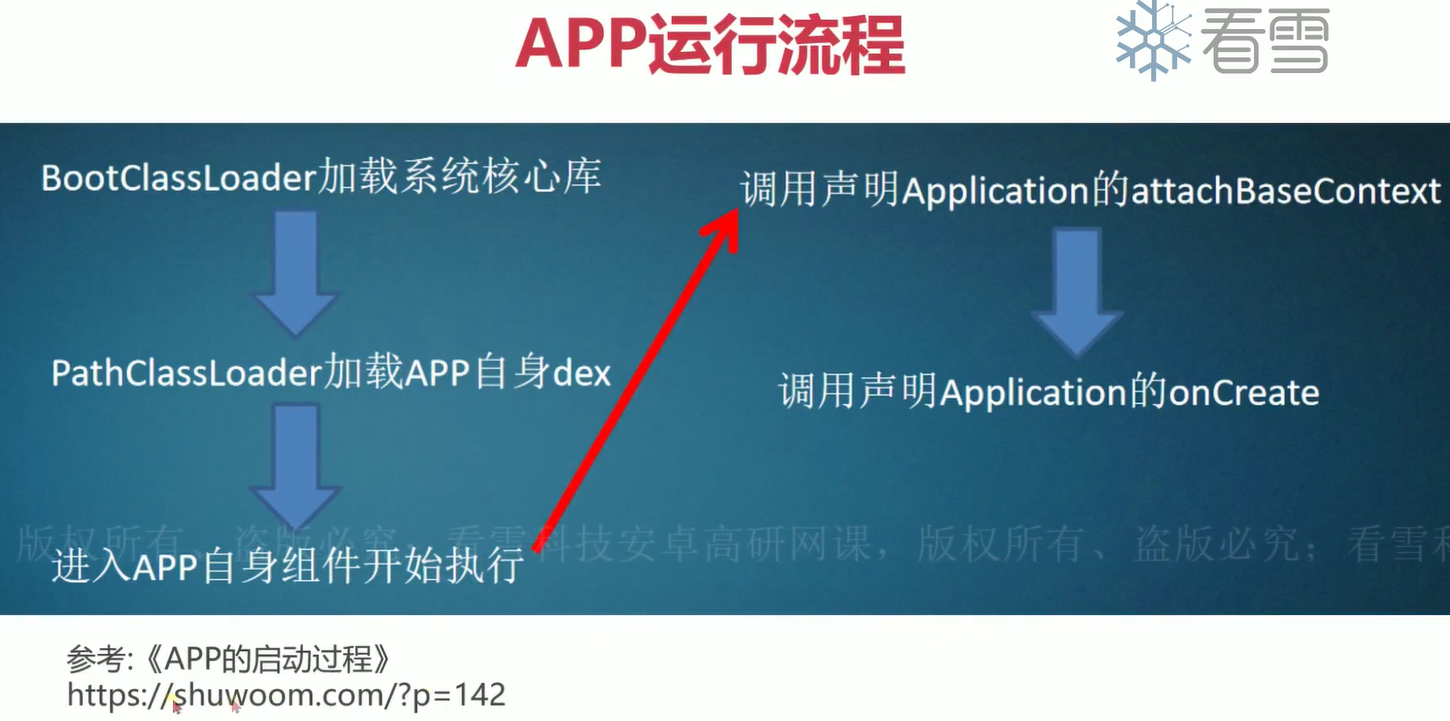 APP运行流程
看雪
BootClassLoader加载系统核心库
PathClassLoader加载APP自身dex
进入APP自身组件开始执行
调用声明Application的attachBaseContext
调用声明Application的onCreate
版权所有、盗版必究；看雪科技安卓高研网课，版权所有、盗版必究；看雪科
参考:《APP的启动过程》
https://shuwoom.com/?p=142